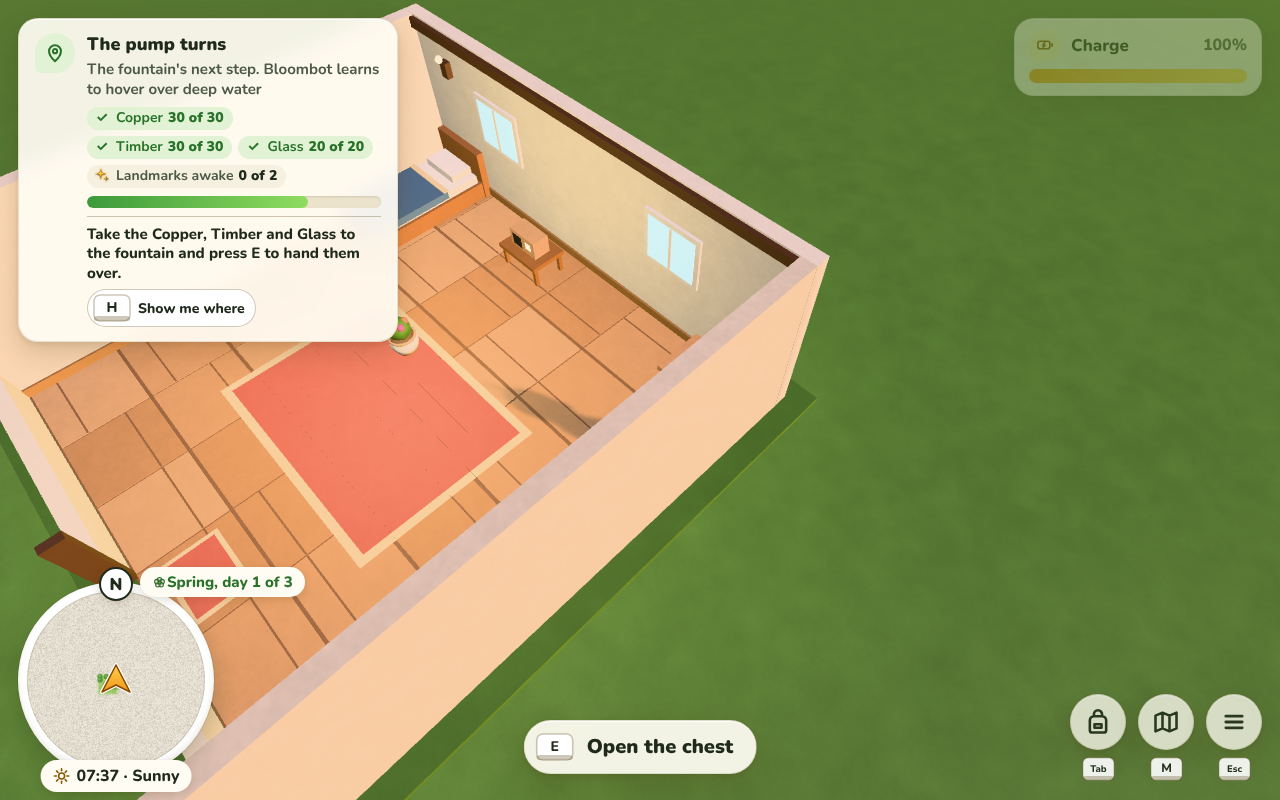 The pump turns
The fountain's next step. Bloombot learns
to hover over deep water
Copper 30 of 30
Timber 30 of 30 Glass 20 of 20
Landmarks awake 0 of 2
Take the Copper, Timber and Glass to
the fountain and press E to hand them
over.
H Show me where
Charge 100%
N Spring, day 1 of 3
07:37 · Sunny
E Open the chest
Tab M Esc